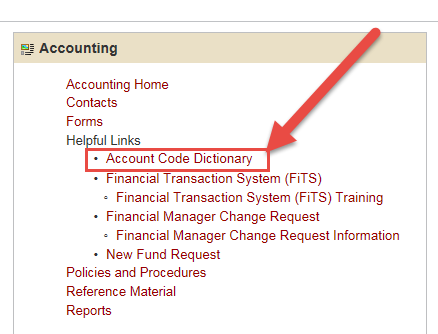 Accounting
Accounting Home
Contacts
Forms
Helpful Links
• Account Code Dictionary
• Financial Transaction System (FiTS)
◦ Financial Transaction System (FiTS) Training
• Financial Manager Change Request
◦ Financial Manager Change Request Information
• New Fund Request
Policies and Procedures
Reference Material
Reports